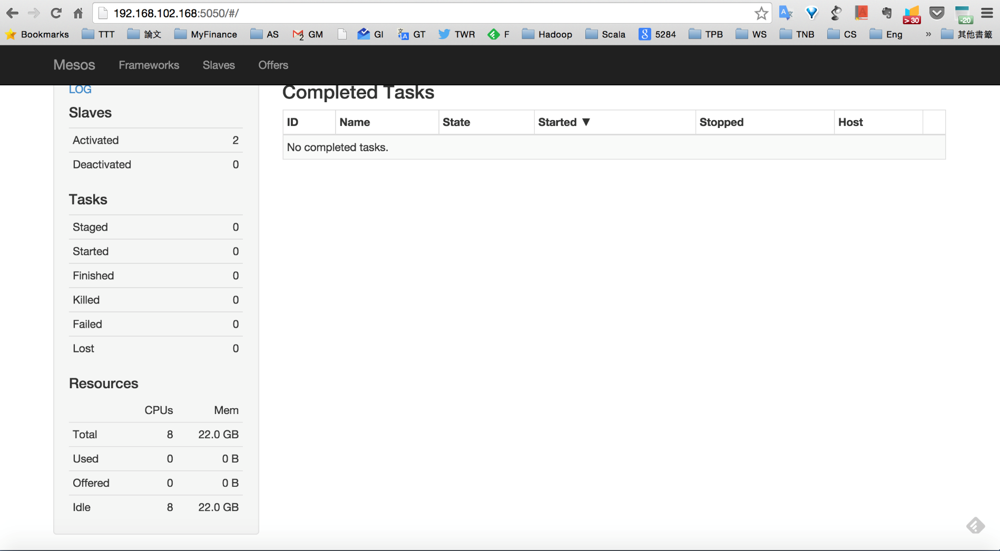 192.168.102.168:5050/#/
> 30
-20
Bookmarks TTT 論文 MyFinance AS 2 GM GI GT TWR F Hadoop Scala 8 5284 TPB WS TNB CS Eng » 其他書籤
Mesos Frameworks Slaves Offers
LOG
Slaves
Activated 2
Deactivated 0
Tasks
Staged 0
Started 0
Finished 0
Killed 0
Failed 0
Lost 0
Resources
CPUs Mem
Total 8 22.0 GB
Used 0 0 B
Offered 0 0 B
Idle 8 22.0 GB
Completed Tasks
ID Name State Started ▼ Stopped Host
No completed tasks.